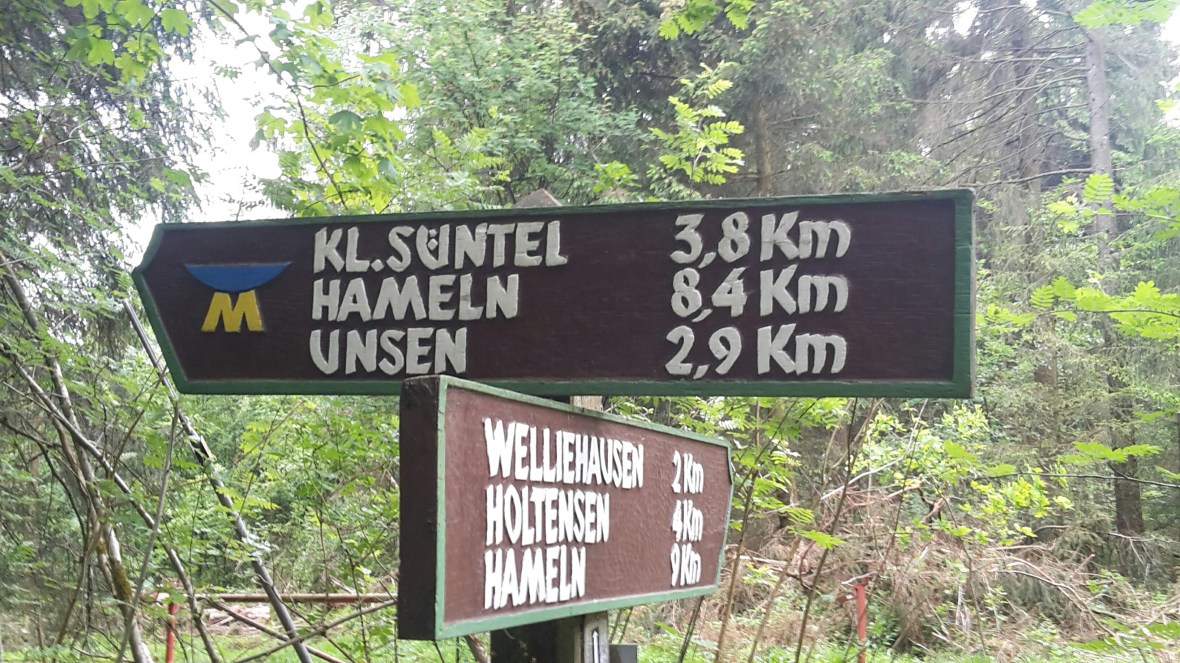 KL. SÜNTEL 3,8 Km
HAMELN 8,4 Km
UNSEN 2,9 Km
M
WELLIEHAUSEN 2 Km
HOLTENSEN 4 Km
HAMELN 9 Km